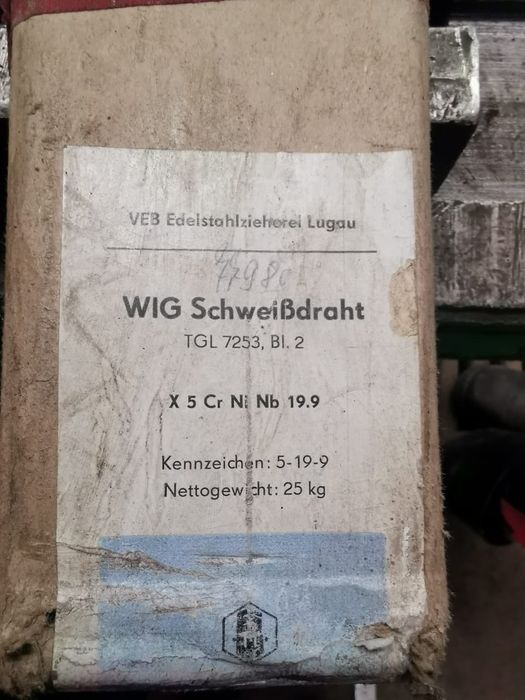 VEB Edelstahlzieherei Lugau
WIG Schweißdraht
TGL 7253, Bl. 2
X 5 Cr Ni Nb 19.9
Kennzeichen: 5-19-9
Nettogewicht: 25 kg